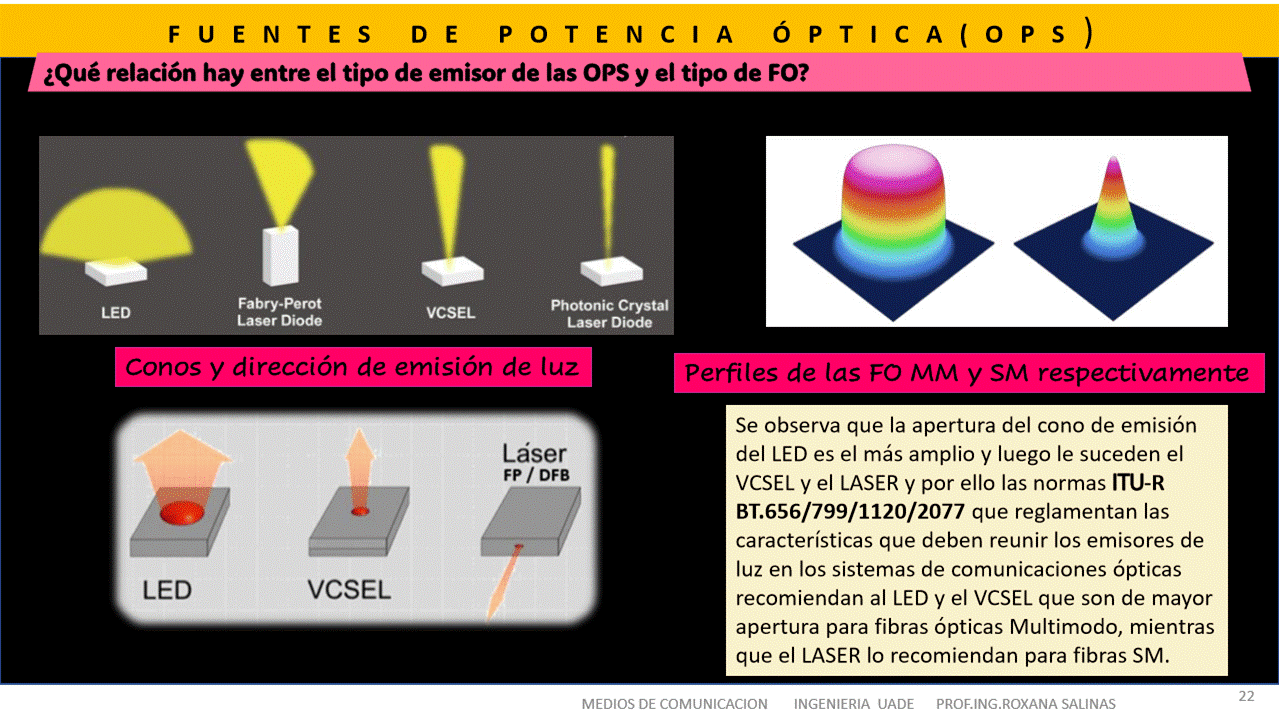 FUENTES DE POTENCIA ÓPTICA(OPS)
¿Qué relación hay entre el tipo de emisor de las OPS y el tipo de FO?
LED
Fabry-Perot
Laser Diode
VCSEL
Photonic Crystal
Laser Diode
Conos y dirección de emisión de luz
Perfiles de las FO MM y SM respectivamente
Láser
FP / DFB
LED
VCSEL
Se observa que la apertura del cono de emisión
del LED es el más amplio y luego le suceden el
VCSEL y el LASER y por ello las normas ITU-R
BT.656/799/1120/2077 que reglamentan las
características que deben reunir los emisores de
luz en los sistemas de comunicaciones ópticas
recomiendan al LED y el VCSEL que son de mayor
apertura para fibras ópticas Multimodo, mientras
que el LASER lo recomiendan para fibras SM.
MEDIOS DE COMUNICACION INGENIERIA UADE PROF.ING.ROXANA SALINAS
22